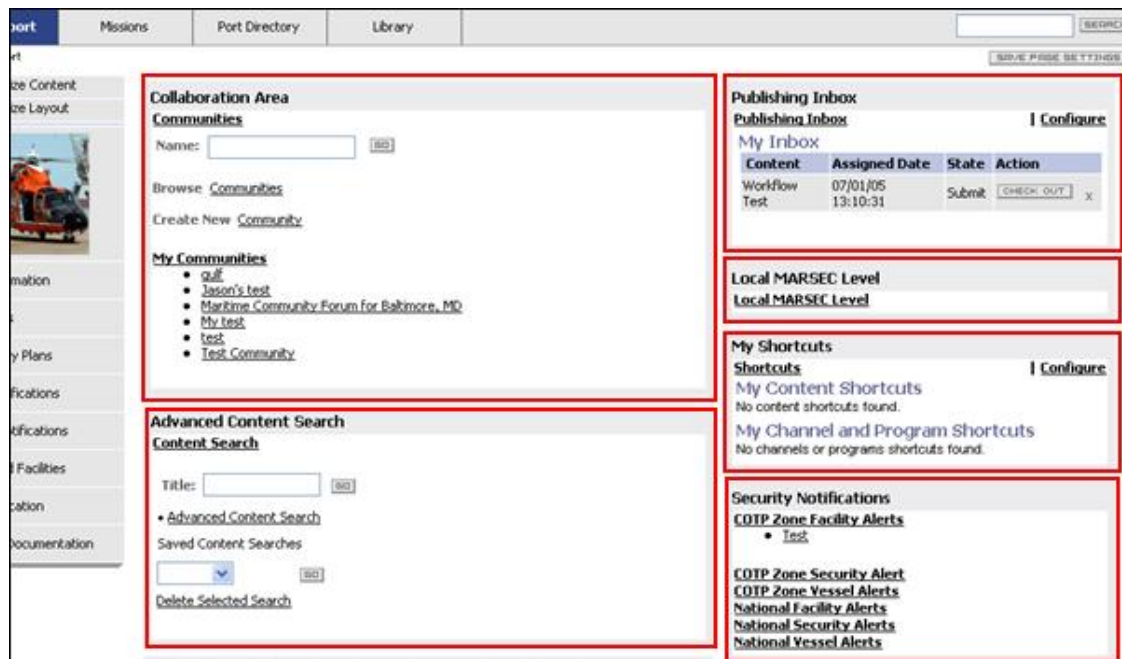 port Missions Port Directory Library SEARC
rt SAVE PAGE SETTINGS
ze Content
ze Layout
mation
y Plans
fications
tifications
l Facilities
cation
Documentation
Collaboration Area
Communities
Name: GO
Browse Communities
Create New Community
My Communities
• gulf
• Jason's test
• Maritime Community Forum for Baltimore, MD
• My test
• test
• Test Community
Advanced Content Search
Content Search
Title: GO
• Advanced Content Search
Saved Content Searches
GO
Delete Selected Search
Publishing Inbox
Publishing Inbox | Configure
My Inbox
Content Assigned Date State Action
Workflow Test 07/01/05 13:10:31 Submit CHECK OUT x
Local MARSEC Level
Local MARSEC Level
My Shortcuts
Shortcuts | Configure
My Content Shortcuts
No content shortcuts found.
My Channel and Program Shortcuts
No channels or programs shortcuts found.
Security Notifications
COTP Zone Facility Alerts
• Test
COTP Zone Security Alert
COTP Zone Vessel Alerts
National Facility Alerts
National Security Alerts
National Vessel Alerts